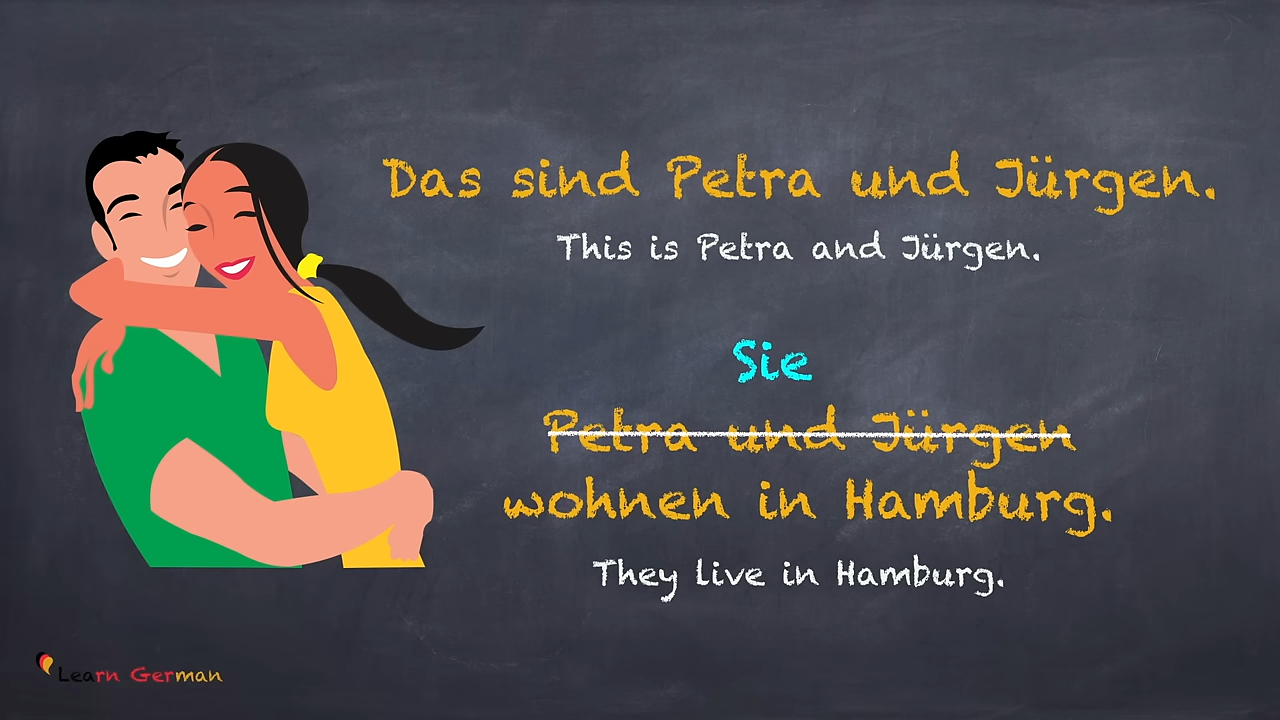 Das sind Petra und Jürgen.
This is Petra and Jürgen.
Sie
Petra und Jürgen
wohnen in Hamburg.
They live in Hamburg.
Learn German